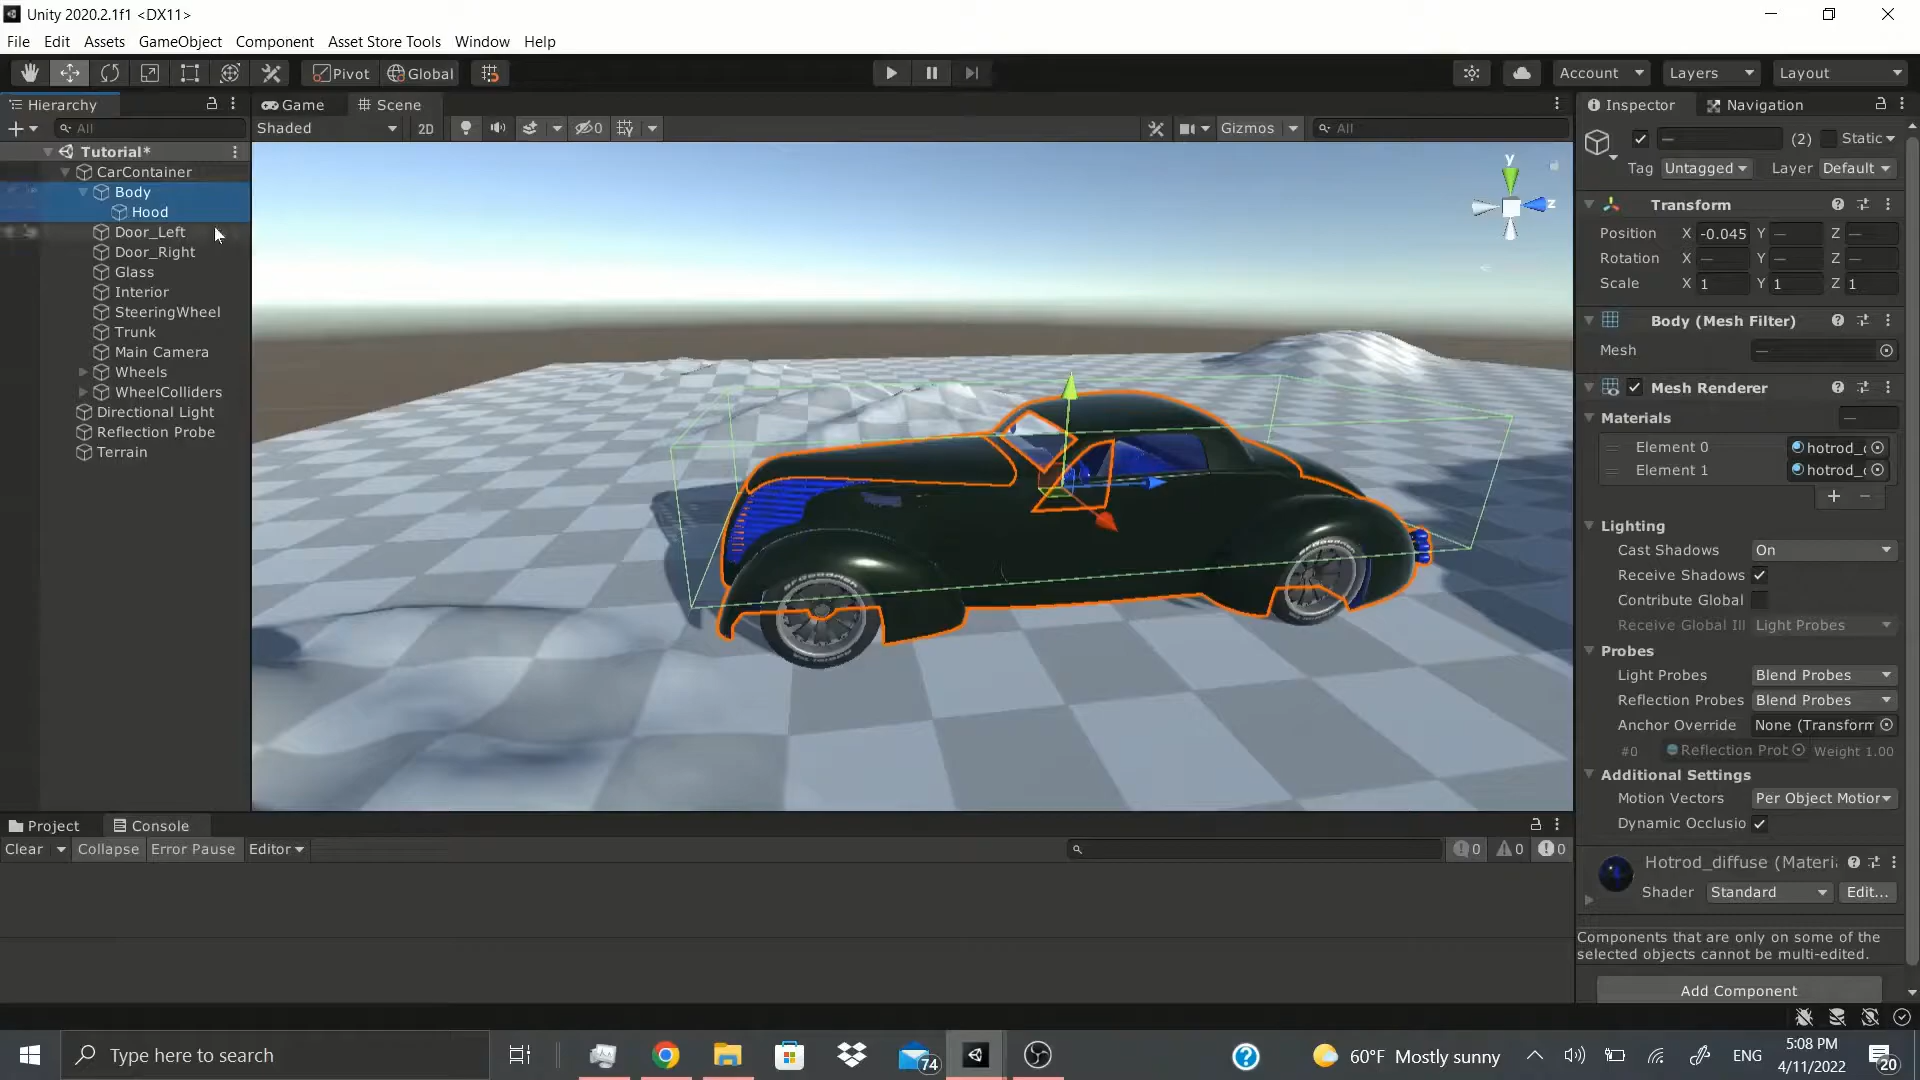 Unity 2020.2.1f1 <DX11>
File Edit Assets GameObject Component Asset Store Tools Window Help
Pivot Global Account Layers Layout
Hierarchy
All
Tutorial*
CarContainer
Body
Hood
Door_Left
Door_Right
Glass
Interior
SteeringWheel
Trunk
Main Camera
Wheels
WheelColliders
Directional Light
Reflection Probe
Terrain
Game Scene
Shaded 2D 0 Gizmos All
y
z
Inspector Navigation
(2) Static
Tag Untagged Layer Default
Transform
Position X -0.045 Y — Z —
Rotation X — Y — Z —
Scale X 1 Y 1 Z 1
Body (Mesh Filter)
Mesh —
Mesh Renderer
Materials —
Element 0 hotrod_
Element 1 hotrod_
Lighting
Cast Shadows On
Receive Shadows
Contribute Global
Receive Global Ill Light Probes
Probes
Light Probes Blend Probes
Reflection Probes Blend Probes
Anchor Override None (Transform
#0 Reflection Prob Weight 1.00
Additional Settings
Motion Vectors Per Object Motion
Dynamic Occlusio
Hotrod_diffuse (Materi
Shader Standard Edit...
Components that are only on some of the
selected objects cannot be multi-edited.
Add Component
Project Console
Clear Collapse Error Pause Editor 0 0 0
Type here to search
74
60°F Mostly sunny
ENG
5:08 PM
4/11/2022
20